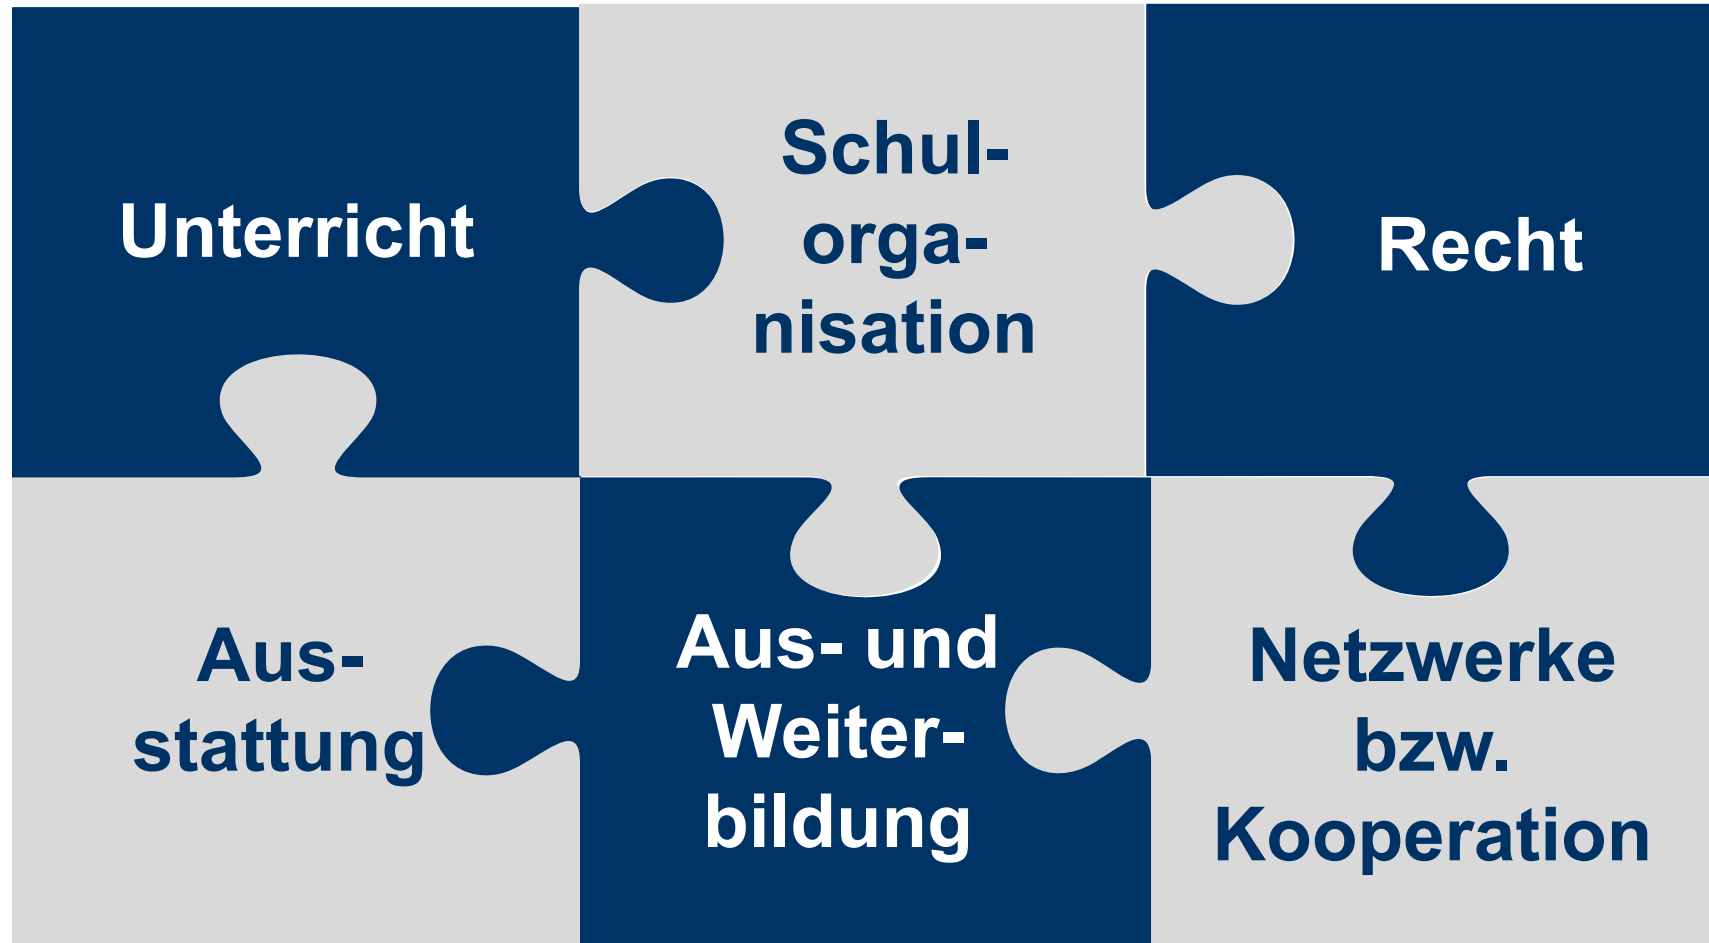 Unterricht
Schul-
orga-
nisation
Recht
Aus-
stattung
Aus- und
Weiter-
bildung
Netzwerke
bzw.
Kooperation